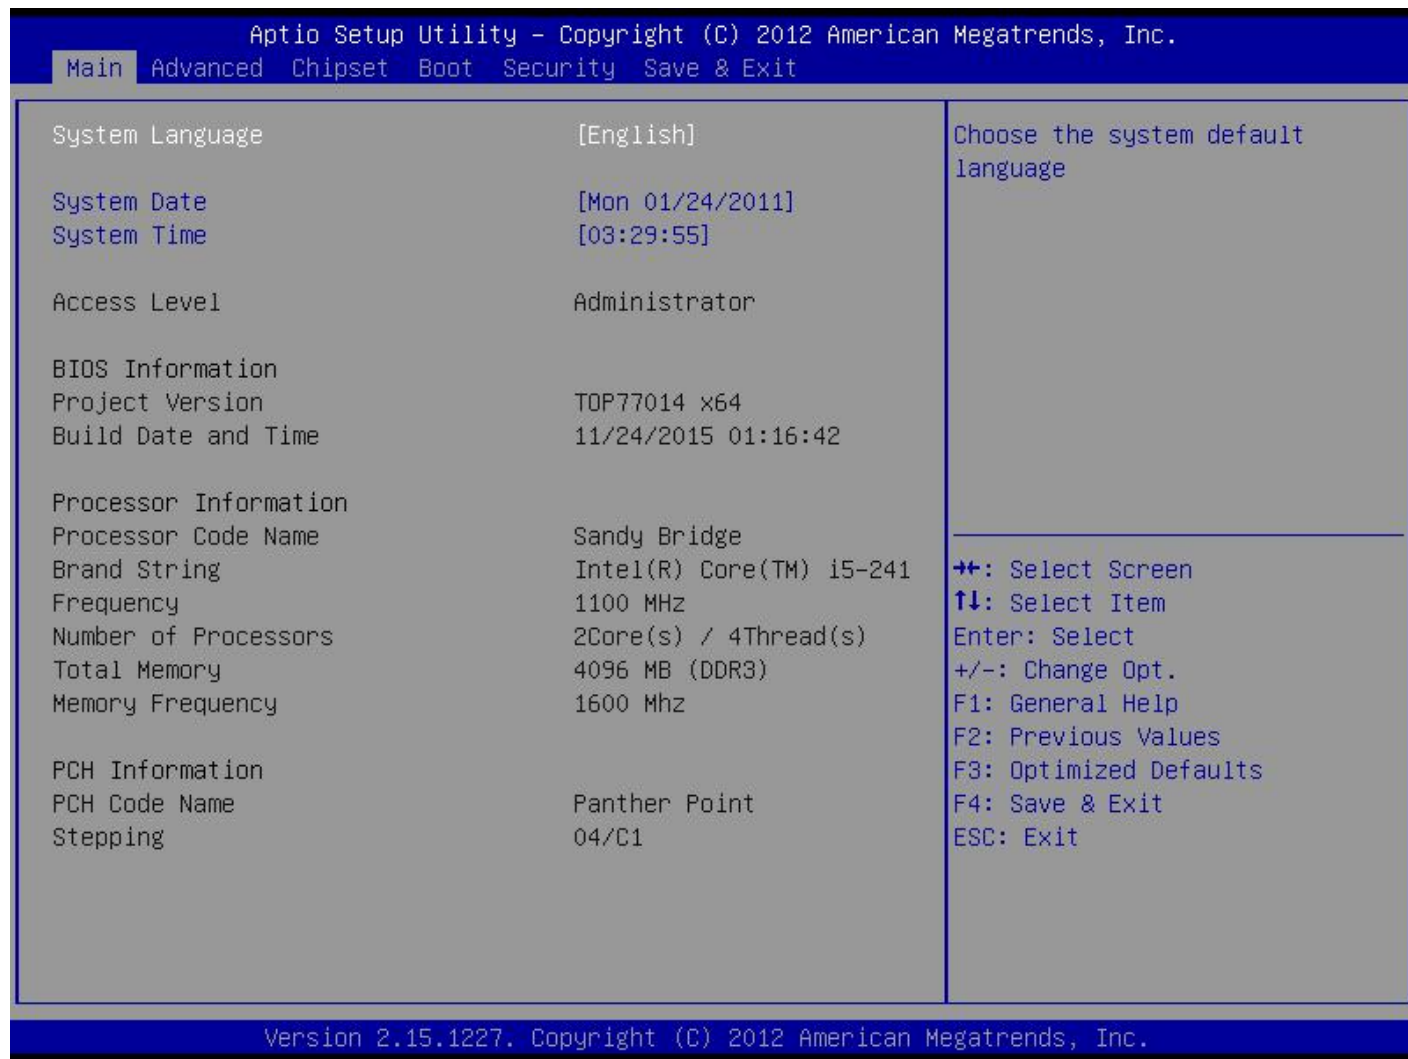 Aptio Setup Utility – Copyright (C) 2012 American Megatrends, Inc.
Main Advanced Chipset Boot Security Save & Exit
System Language [English]
System Date [Mon 01/24/2011]
System Time [03:29:55]
Access Level Administrator
BIOS Information
Project Version TOP77014 x64
Build Date and Time 11/24/2015 01:16:42
Processor Information
Processor Code Name Sandy Bridge
Brand String Intel(R) Core(TM) i5-241
Frequency 1100 MHz
Number of Processors 2Core(s) / 4Thread(s)
Total Memory 4096 MB (DDR3)
Memory Frequency 1600 Mhz
PCH Information
PCH Code Name Panther Point
Stepping 04/C1
Choose the system default
language
→←: Select Screen
↑↓: Select Item
Enter: Select
+/-: Change Opt.
F1: General Help
F2: Previous Values
F3: Optimized Defaults
F4: Save & Exit
ESC: Exit
Version 2.15.1227. Copyright (C) 2012 American Megatrends, Inc.